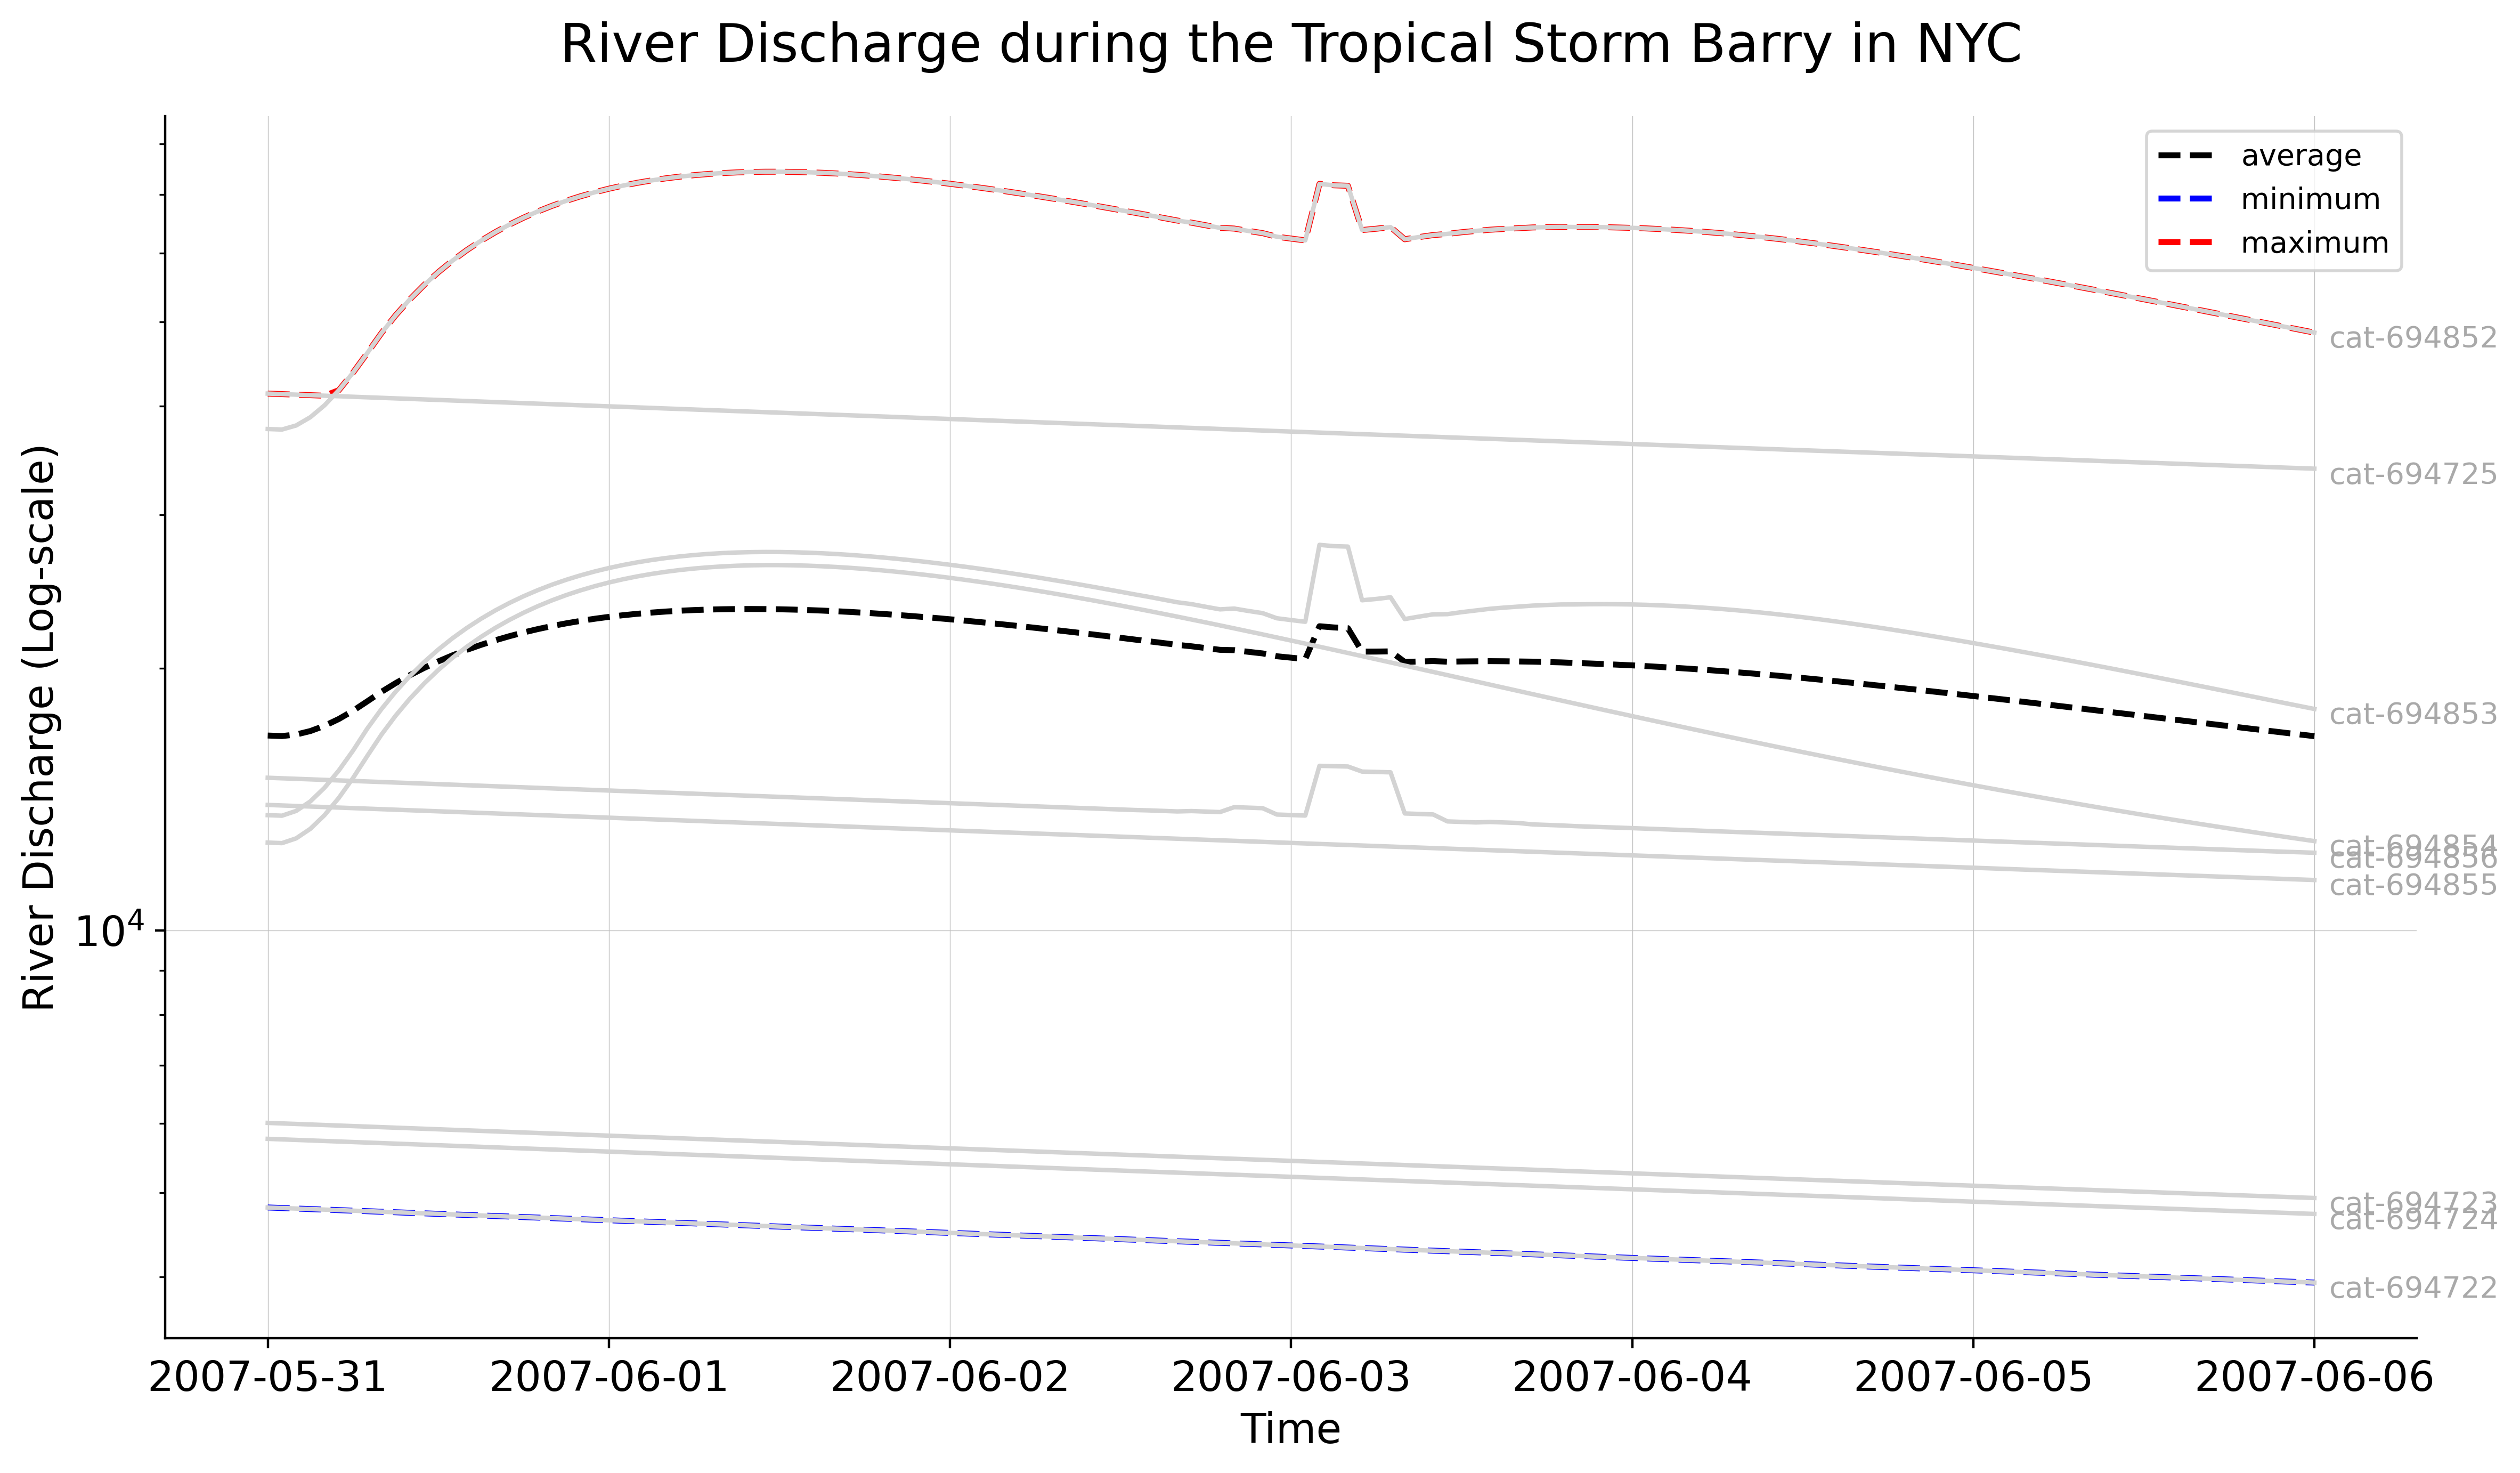 River Discharge during the Tropical Storm Barry in NYC
average
minimum
maximum
River Discharge (Log-scale)
10⁴
cat-694852
cat-694725
cat-694853
cat-694854
cat-694856
cat-694855
cat-694723
cat-694724
cat-694722
2007-05-31 2007-06-01 2007-06-02 2007-06-03 2007-06-04 2007-06-05 2007-06-06
Time